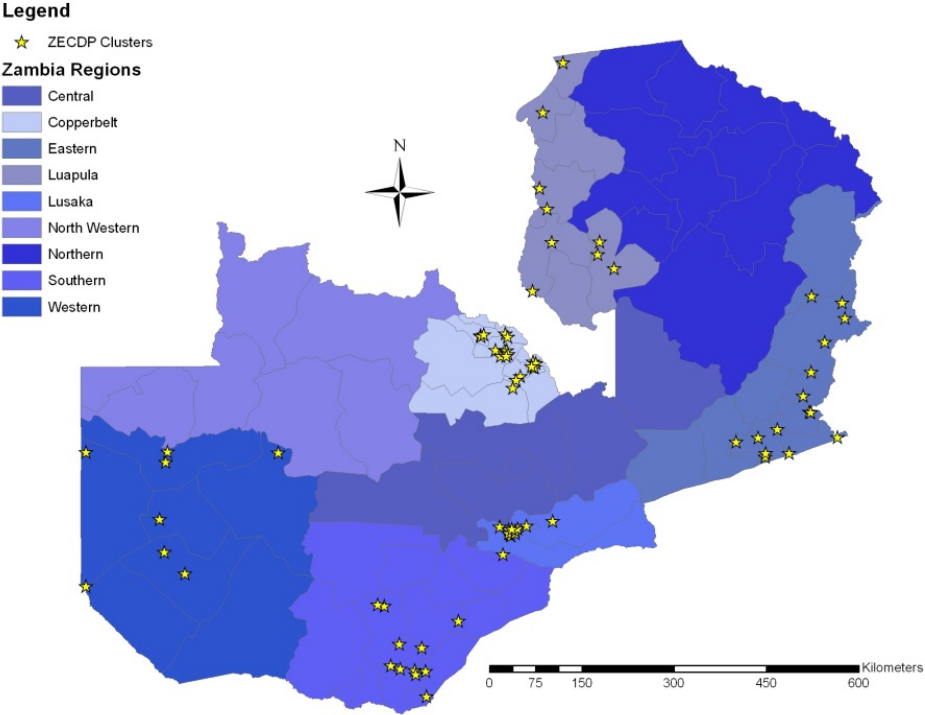 Legend
ZECDP Clusters
Zambia Regions
Central
Copperbelt
Eastern
Luapula
Lusaka
North Western
Northern
Southern
Western
N
Kilometers
0 75 150 300 450 600